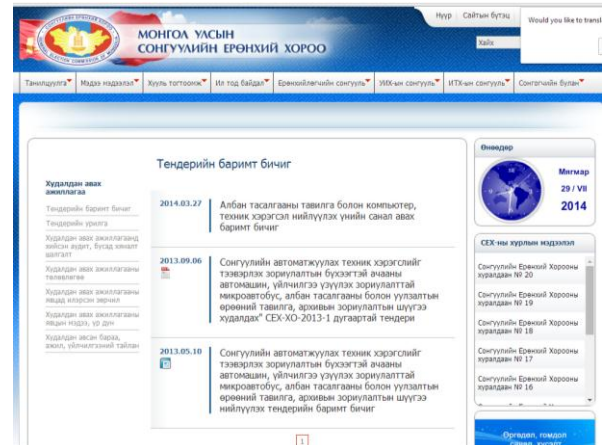 Нүүр
Сайтын бүтэц
Would you like to transl
МОНГОЛ УЛСЫН
СОНГУУЛИЙН ЕРӨНХИЙ ХОРОО
Хайх
Танилцуулга
Мэдээ мэдээлэл
Хууль тогтоомж
Ил тод байдал
Ерөнхийлөгчийн сонгууль
УИХ-ын сонгууль
ИТХ-ын сонгууль
Сонгогчийн булан
Худалдан авах
ажиллагаа
Тендерийн баримт бичиг
Тендерийн урилга
Худалдан авах ажиллагаанд
хийсэн аудит, бусад хяналт
шалгалт
Худалдан авах ажиллагааны
төлөвлөгөө
Худалдан авах ажиллагааны
явцад илэрсэн зөрчил
Худалдан авах ажиллагааны
явцын мэдээ, үр дүн
Худалдан авсан бараа,
ажил, үйлчилгээний тайлан
Тендерийн баримт бичиг
2014.03.27
Албан тасалгааны тавилга болон компьютер,
техник хэрэгсэл нийлүүлэх үнийн санал авах
баримт бичиг
2013.09.06
Сонгуулийн автоматжуулах техник хэрэгслийг
тээвэрлэх зориулалтын бүхээгтэй ачааны
автомашин, үйлчилгээ үзүүлэх зориулалттай
микроавтобус, албан тасалгааны болон уулзалтын
өрөөний тавилга, архивын зориулалтын шүүгээ
худалдах" СЕХ-ХО-2013-1 дугаартай тендери
2013.05.10
Сонгуулийн автоматжуулах техник хэрэгслийг
тээвэрлэх зориулалтын бүхээгтэй ачааны
автомашин, үйлчилгээ үзүүлэх зориулалттай
микроавтобус, албан тасалгааны болон уулзалтын
өрөөний тавилга, архивын зориулалтын шүүгээ
нийлүүлэх тендерийн баримт бичиг
1
Өнөөдөр
Мягмар
29 / VII
2014
СЕХ-ны хурлын мэдээлэл
Сонгуулийн Ерөнхий Хорооны
хуралдаан № 20
Сонгуулийн Ерөнхий Хорооны
хуралдаан № 19
Сонгуулийн Ерөнхий Хорооны
хуралдаан № 18
Сонгуулийн Ерөнхий Хорооны
хуралдаан № 17
Сонгуулийн Ерөнхий Хорооны
хуралдаан № 16
Өргөдөл, гомдол